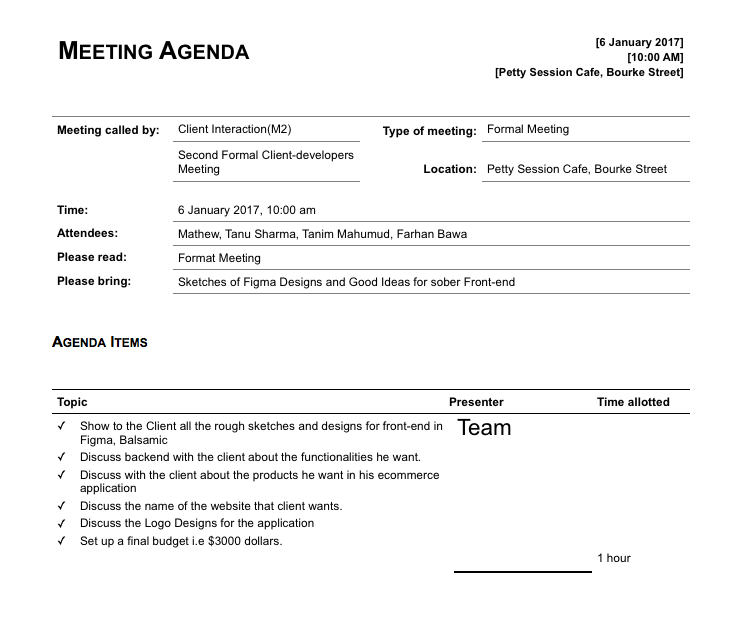 MEETING AGENDA
[6 January 2017]
[10:00 AM]
[Petty Session Cafe, Bourke Street]
Meeting called by: Client Interaction(M2) Type of meeting: Formal Meeting
Second Formal Client-developers
Meeting
Location: Petty Session Cafe, Bourke Street
Time: 6 January 2017, 10:00 am
Attendees: Mathew, Tanu Sharma, Tanim Mahumud, Farhan Bawa
Please read: Format Meeting
Please bring: Sketches of Figma Designs and Good Ideas for sober Front-end
AGENDA ITEMS
Topic Presenter Time allotted
✓ Show to the Client all the rough sketches and designs for front-end in
Figma, Balsamic
Team
✓ Discuss backend with the client about the functionalities he want.
✓ Discuss with the client about the products he want in his ecommerce
application
✓ Discuss the name of the website that client wants.
✓ Discuss the Logo Designs for the application
✓ Set up a final budget i.e $3000 dollars.
1 hour